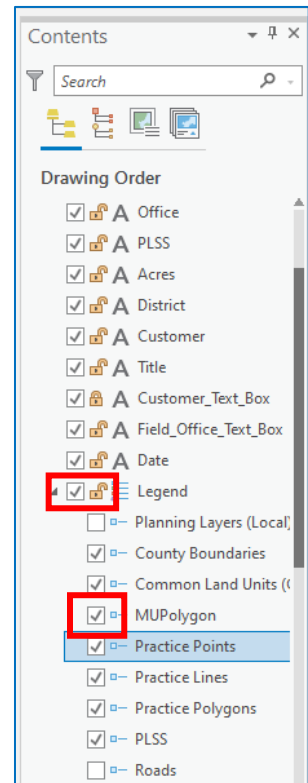 Contents
Search
Drawing Order
A Office
A PLSS
A Acres
A District
A Customer
A Title
A Customer_Text_Box
A Field_Office_Text_Box
A Date
Legend
Planning Layers (Local)
County Boundaries
Common Land Units (
MUPolygon
Practice Points
Practice Lines
Practice Polygons
PLSS
Roads